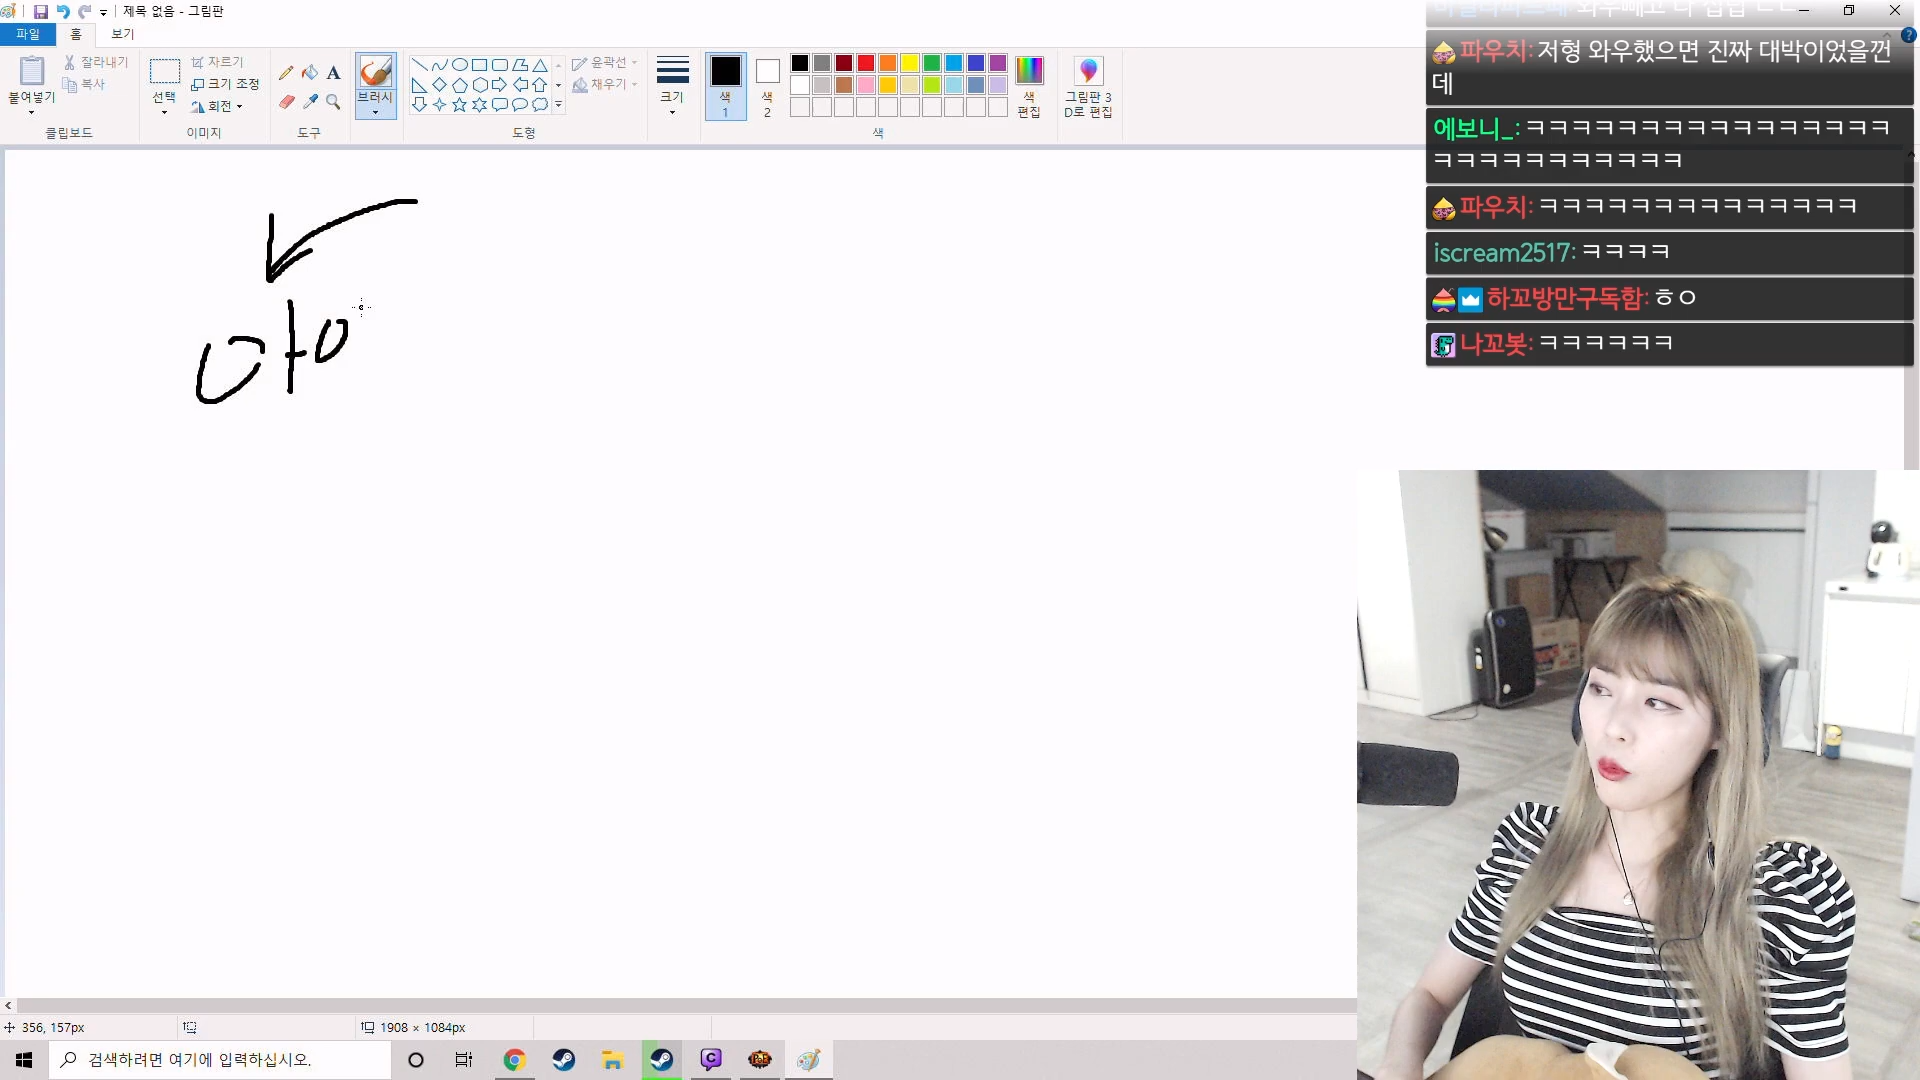 제목 없음 - 그림판
파일 홈 보기
붙여넣기
잘라내기
복사
클립보드
선택
자르기
크기 조정
회전
이미지
A
도구
브러시
윤곽선
채우기
도형
크기
색
1
색
2
색
편집
색
그림판 3
D로 편집
파우치: 저형 와우했으면 진짜 대박이었을껀
데
에보니_: ㅋㅋㅋㅋㅋㅋㅋㅋㅋㅋㅋㅋㅋㅋㅋㅋ
ㅋㅋㅋㅋㅋㅋㅋㅋㅋㅋㅋ
파우치: ㅋㅋㅋㅋㅋㅋㅋㅋㅋㅋㅋㅋㅋㅋ
iscream2517: ㅋㅋㅋㅋ
하꼬방만구독함: ㅎㅇ
나꼬봇: ㅋㅋㅋㅋㅋㅋ
356, 157px
1908 × 1084px
검색하려면 여기에 입력하십시오.